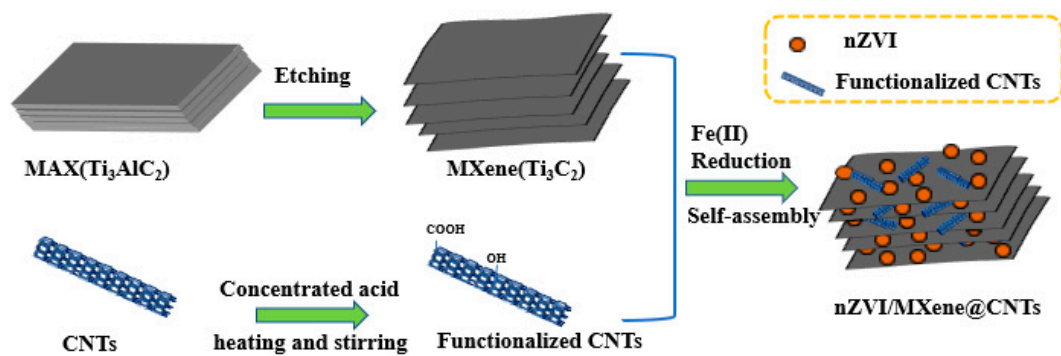 Etching
MAX(Ti₃AlC₂)
MXene(Ti₃C₂)
nZVI
Functionalized CNTs
Fe(II)
Reduction
Self-assembly
COOH
OH
Concentrated acid
heating and stirring
CNTs
Functionalized CNTs
nZVI/MXene@CNTs